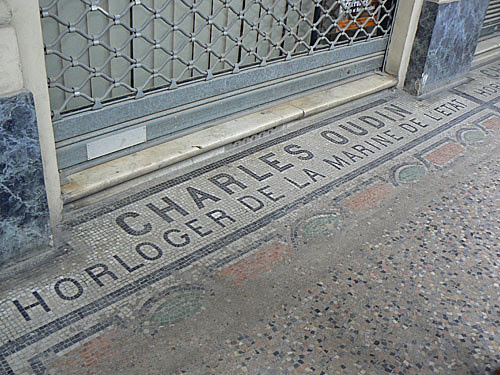 CHARLES OUDIN
HORLOGER DE LA MARINE DE L'ETAT